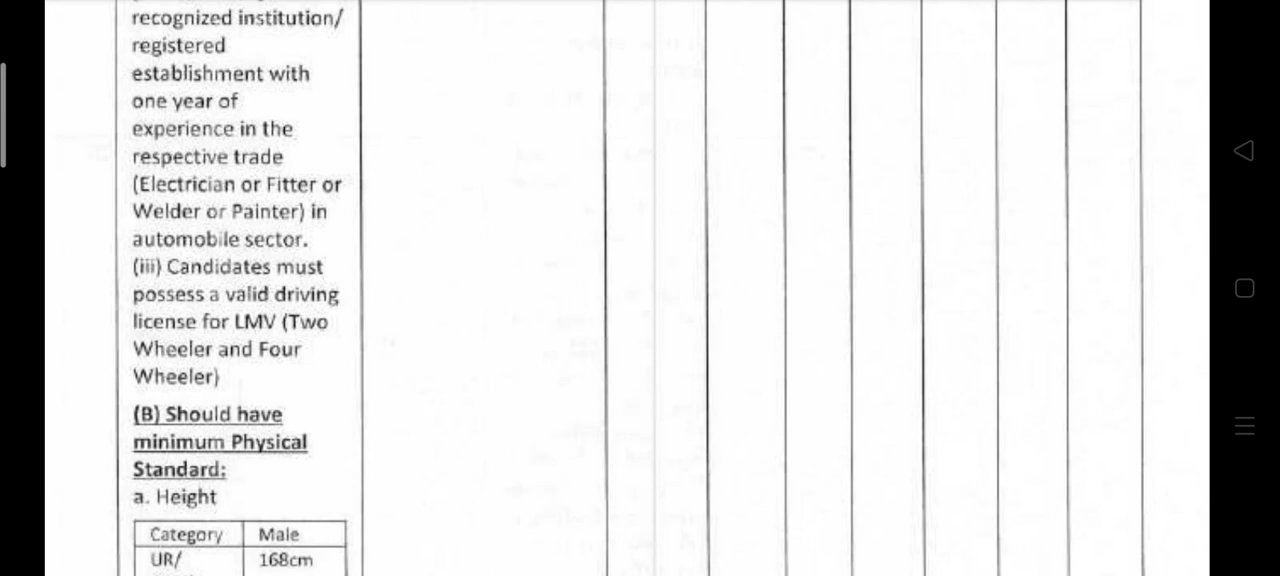 recognized institution/
registered
establishment with
one year of
experience in the
respective trade
(Electrician or Fitter or
Welder or Painter) in
automobile sector.
(iii) Candidates must
possess a valid driving
license for LMV (Two
Wheeler and Four
Wheeler)
(B) Should have
minimum Physical
Standard:
a. Height
Category Male
UR/ 168cm